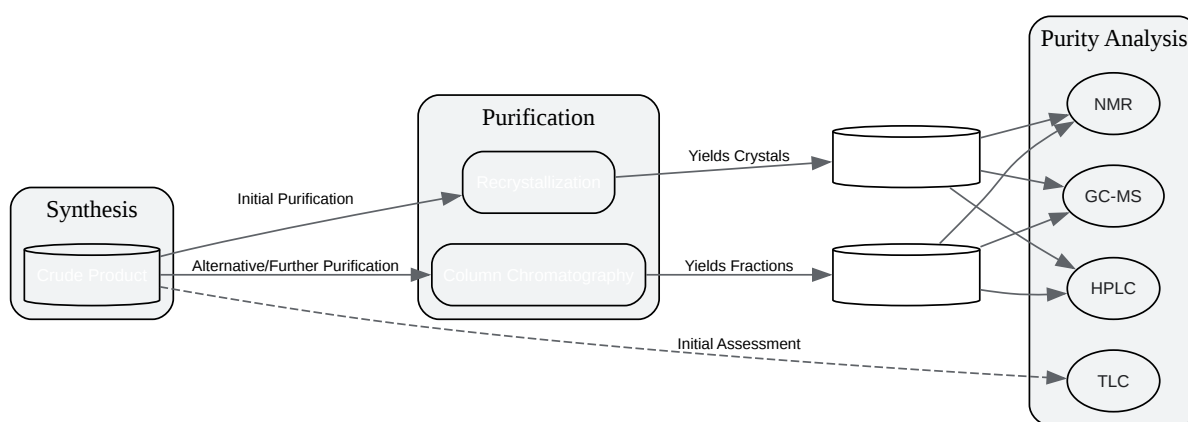 Purity Analysis
NMR
Purification
Yields Crystals
Recrystallization
Initial Purification
GC-MS
Synthesis
Alternative/Further Purification
Yields Fractions
Crude Product
Column Chromatography
HPLC
Initial Assessment
TLC